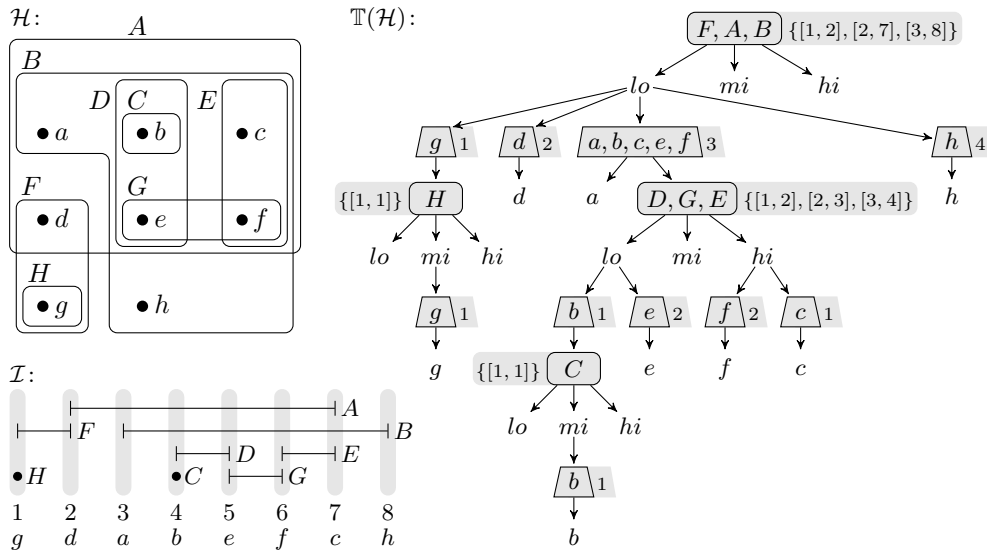 ℋ:
A
B
D C E
a b c
F G
d e f
H
g h
ℐ:
A
F B
D E
H C G
1 2 3 4 5 6 7 8
g d a b e f c h
𝕋(ℋ):
F, A, B {[1, 2], [2, 7], [3, 8]}
lo mi hi
g 1 d 2 a, b, c, e, f 3 h 4
{[1, 1]} H d a D, G, E {[1, 2], [2, 3], [3, 4]} h
lo mi hi lo mi hi
g 1 b 1 e 2 f 2 c 1
g {[1, 1]} C e f c
lo mi hi
b 1
b